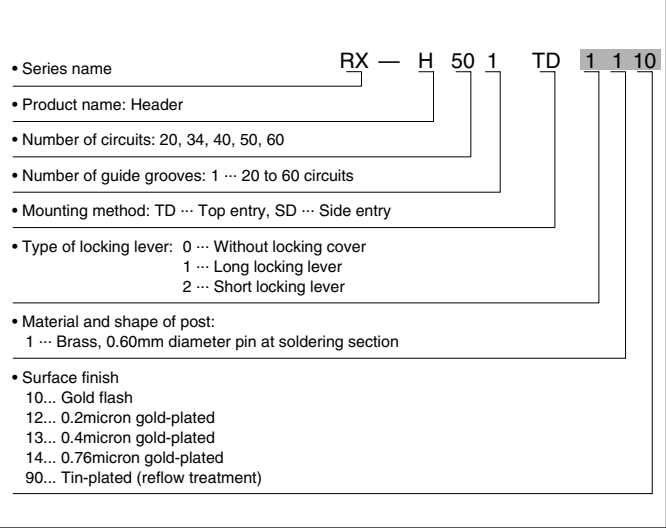 RX — H 50 1 TD 1 1 10
• Series name
• Product name: Header
• Number of circuits: 20, 34, 40, 50, 60
• Number of guide grooves: 1 ··· 20 to 60 circuits
• Mounting method: TD ··· Top entry, SD ··· Side entry
• Type of locking lever: 0 ··· Without locking cover
1 ··· Long locking lever
2 ··· Short locking lever
• Material and shape of post:
1 ··· Brass, 0.60mm diameter pin at soldering section
• Surface finish
10... Gold flash
12... 0.2micron gold-plated
13... 0.4micron gold-plated
14... 0.76micron gold-plated
90... Tin-plated (reflow treatment)